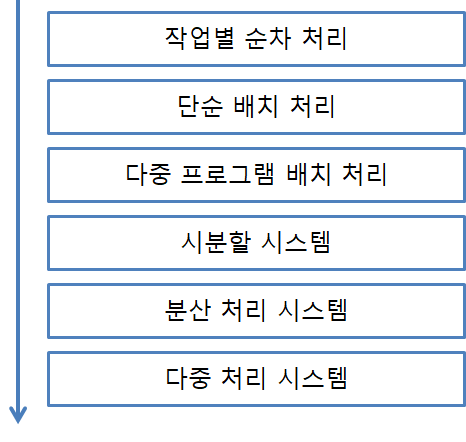 작업별 순차 처리
단순 배치 처리
다중 프로그램 배치 처리
시분할 시스템
분산 처리 시스템
다중 처리 시스템